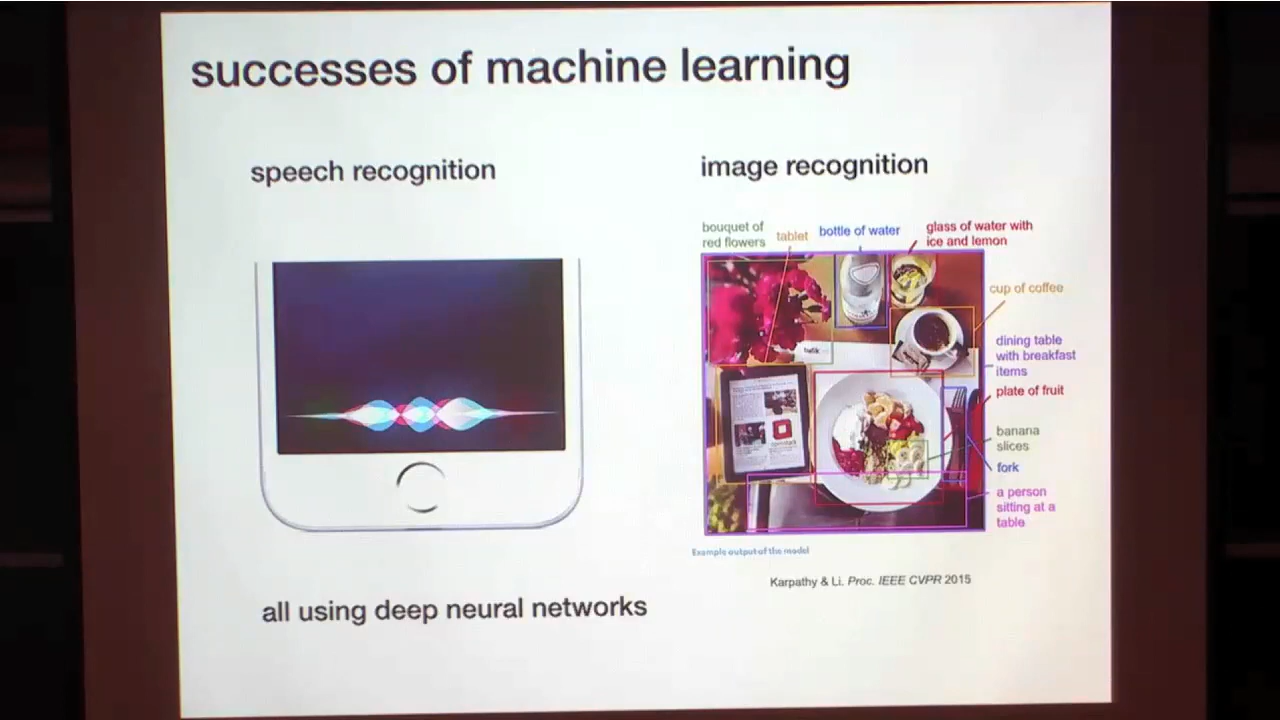 successes of machine learning
speech recognition
image recognition
bouquet of
red flowers
tablet
bottle of water
glass of water with
ice and lemon
cup of coffee
dining table
with breakfast
items
plate of fruit
banana
slices
fork
a person
sitting at a
table
Example output of the model
Karpathy & Li. Proc. IEEE CVPR 2015
all using deep neural networks